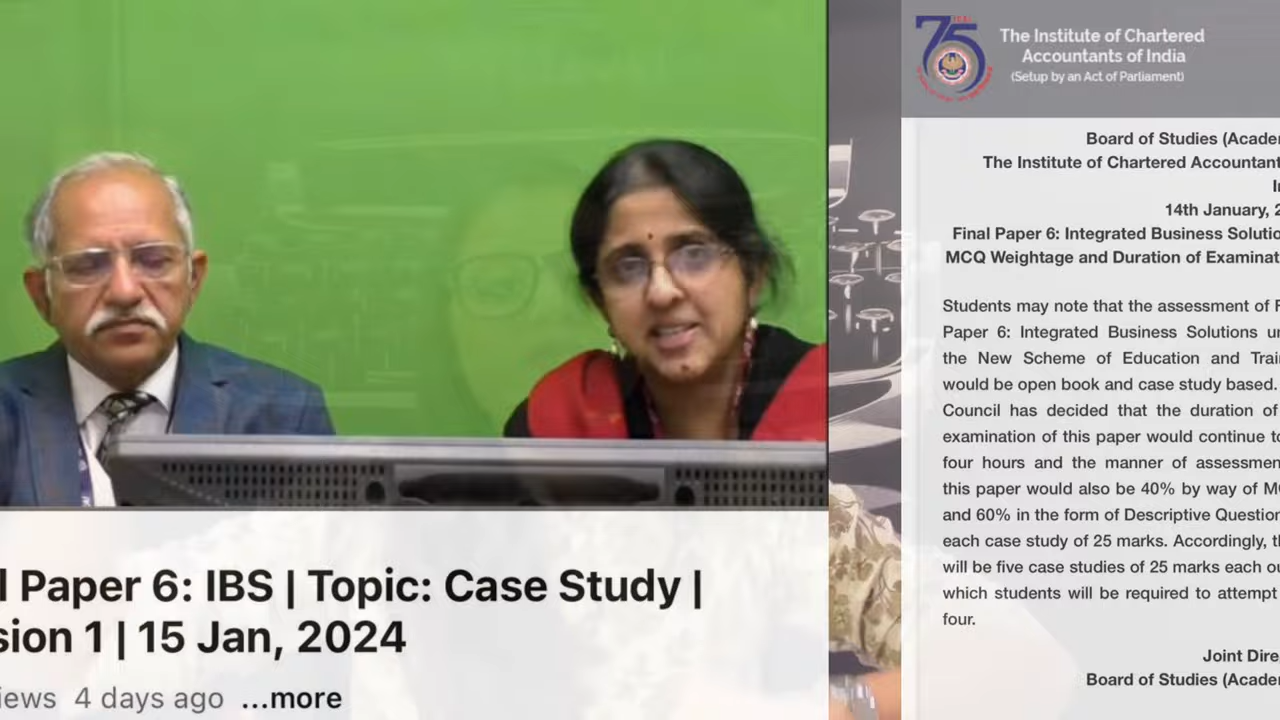 l Paper 6: IBS | Topic: Case Study |
sion 1 | 15 Jan, 2024
iews 4 days ago ...more
75
The Institute of Chartered
Accountants of India
(Setup by an Act of Parliament)
Board of Studies (Acade
The Institute of Chartered Accountan
I
14th January, 2
Final Paper 6: Integrated Business Solutio
MCQ Weightage and Duration of Examinat
Students may note that the assessment of F
Paper 6: Integrated Business Solutions u
the New Scheme of Education and Trai
would be open book and case study based.
Council has decided that the duration of
examination of this paper would continue t
four hours and the manner of assessmen
this paper would also be 40% by way of M
and 60% in the form of Descriptive Question
each case study of 25 marks. Accordingly, t
will be five case studies of 25 marks each ou
which students will be required to attempt
four.
Joint Dire
Board of Studies (Acade